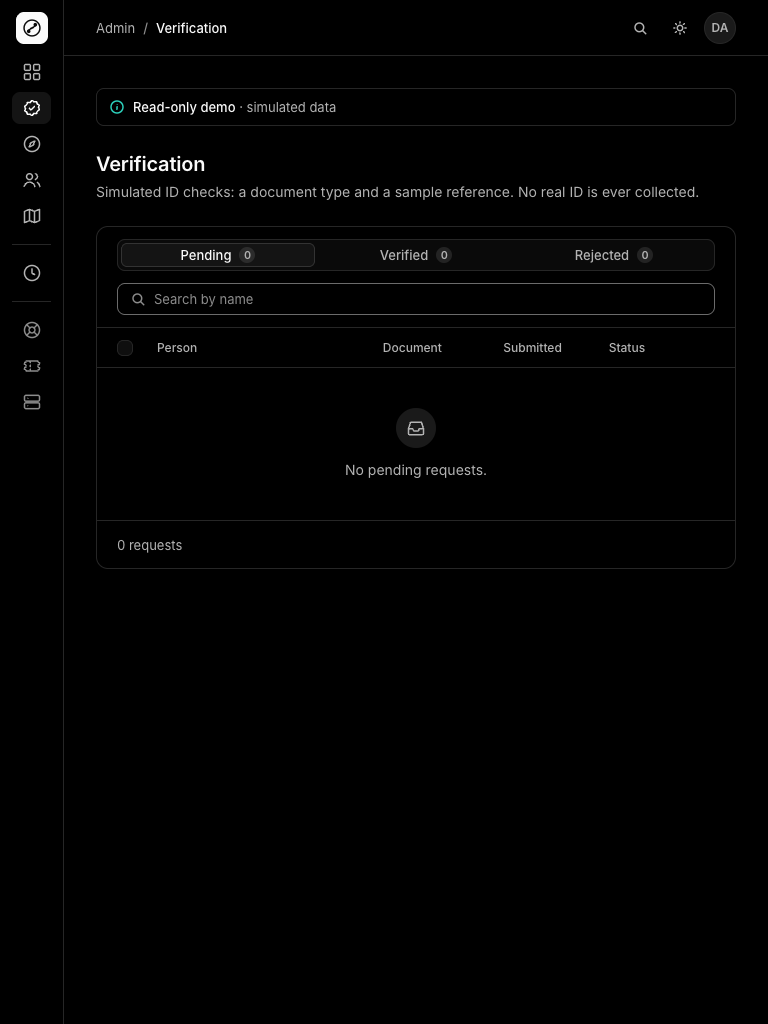 Admin / Verification
DA
Read-only demo · simulated data
Verification
Simulated ID checks: a document type and a sample reference. No real ID is ever collected.
Pending 0 Verified 0 Rejected 0
Search by name
Person Document Submitted Status
No pending requests.
0 requests